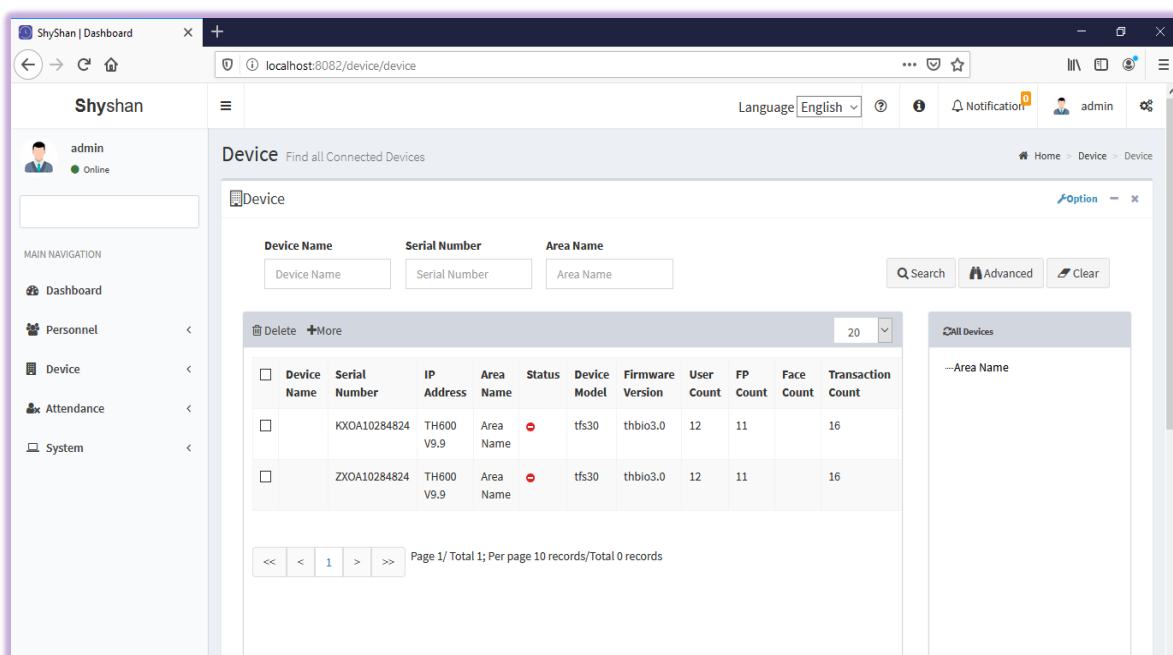 ShyShan | Dashboard
localhost:8082/device/device
Shyshan
Language English
Notification 0
admin
admin
Online
Device Find all Connected Devices
Home > Device > Device
Device
Option
MAIN NAVIGATION
Dashboard
Personnel
Device
Attendance
System
Device Name Serial Number Area Name
Device Name Serial Number Area Name
Search Advanced Clear
Delete More
20
All Devices
Area Name
Device Serial IP Area Status Device Firmware User FP Face Transaction
Name Number Address Name Model Version Count Count Count Count
KXOA10284824 TH600 Area tfs30 thbio3.0 12 11 16
V9.9 Name
ZXOA10284824 TH600 Area tfs30 thbio3.0 12 11 16
V9.9 Name
<< < 1 > >> Page 1/ Total 1; Per page 10 records/Total 0 records